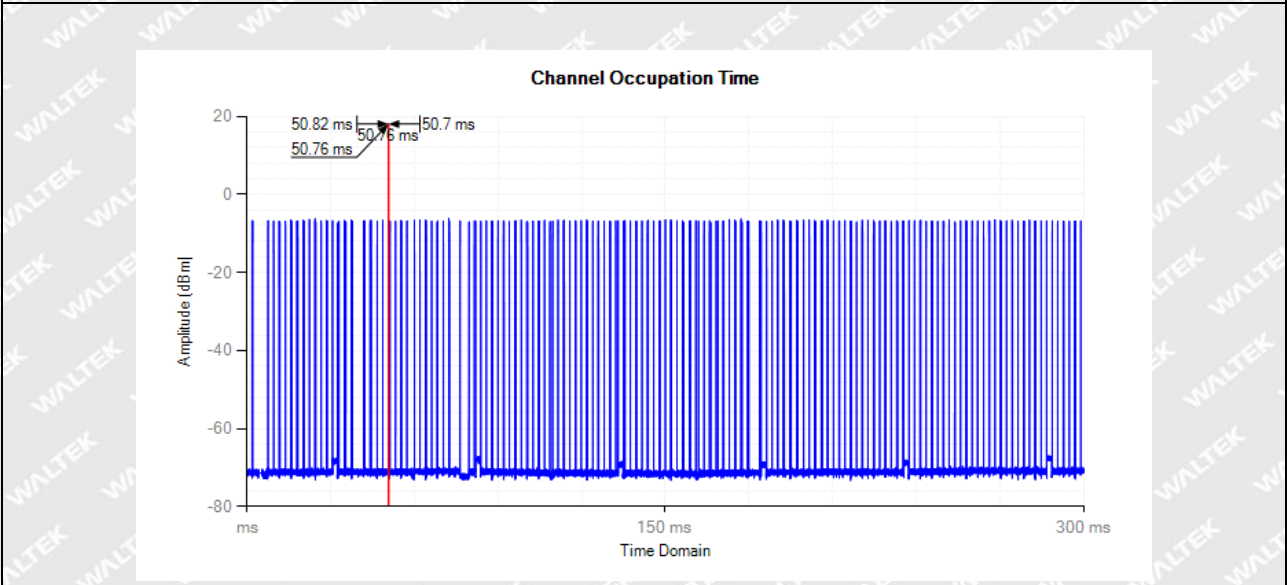 Channel Occupation Time
20
50.82 ms
50.76 ms
50.7 ms
50.76 ms
0
-20
-40
-60
-80
Amplitude (dBm]
ms
150 ms
300 ms
Time Domain
WALTEK